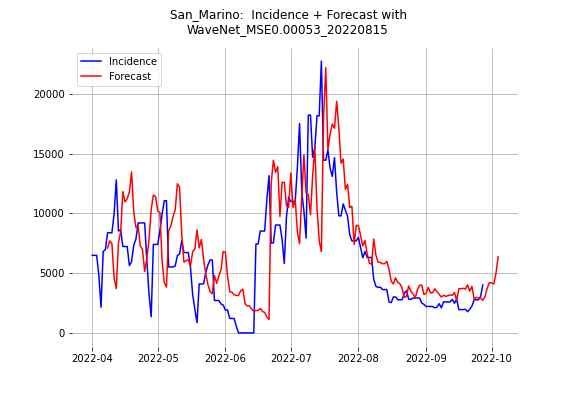 San_Marino:  Incidence + Forecast with
WaveNet_MSE0.00053_20220815
Incidence
Forecast
20000
15000
10000
5000
0
2022-04 2022-05 2022-06 2022-07 2022-08 2022-09 2022-10